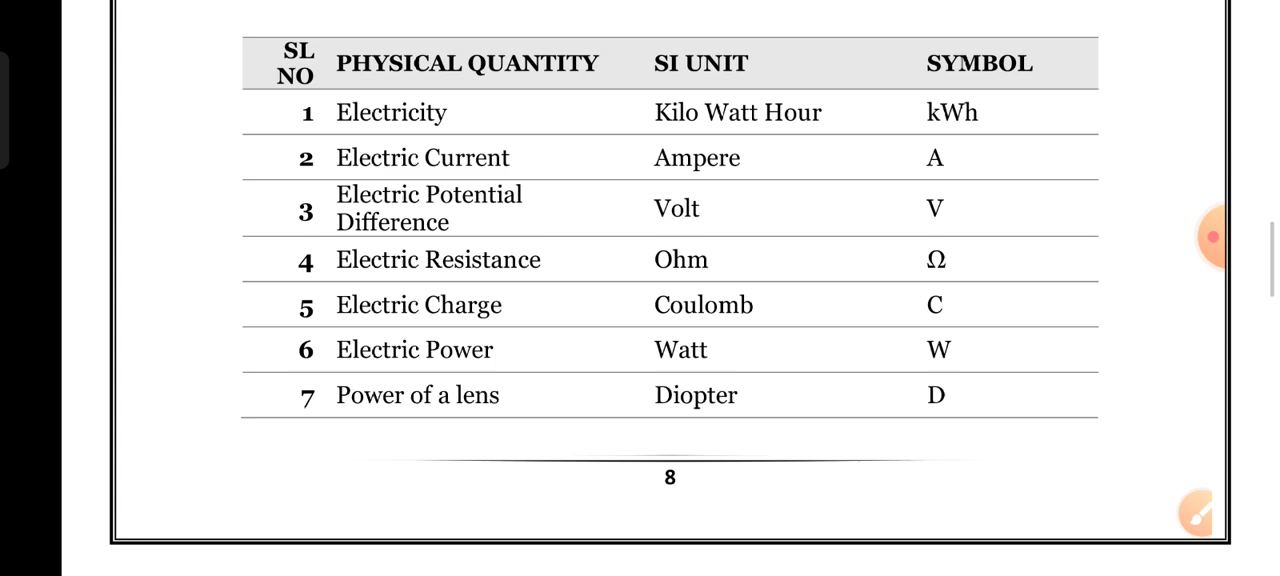 SL NO PHYSICAL QUANTITY SI UNIT SYMBOL
1 Electricity Kilo Watt Hour kWh
2 Electric Current Ampere A
3 Electric Potential Difference Volt V
4 Electric Resistance Ohm Ω
5 Electric Charge Coulomb C
6 Electric Power Watt W
7 Power of a lens Diopter D
8